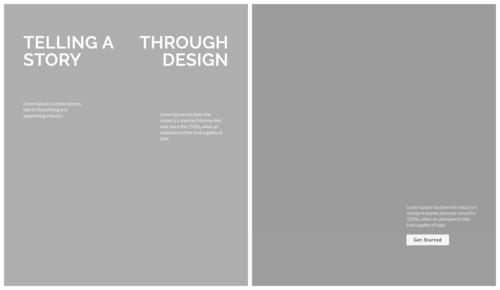 TELLING A
STORY
THROUGH
DESIGN
Lorem Ipsum is simply dummy
text of the printing and
typesetting industry.
Lorem Ipsum has been the
industry's standard dummy text
ever since the 1500s, when an
unknown printer took a galley of
type
Lorem Ipsum has been the industry's
standard dummy text ever since the
1500s, when an unknown printer
took a galley of type
Get Started